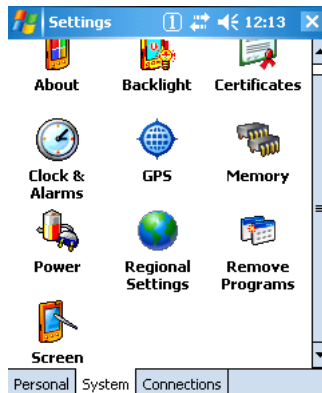 Settings 1 12:13
About Backlight Certificates
Clock & Alarms GPS Memory
Power Regional Settings Remove Programs
Screen
Personal System Connections